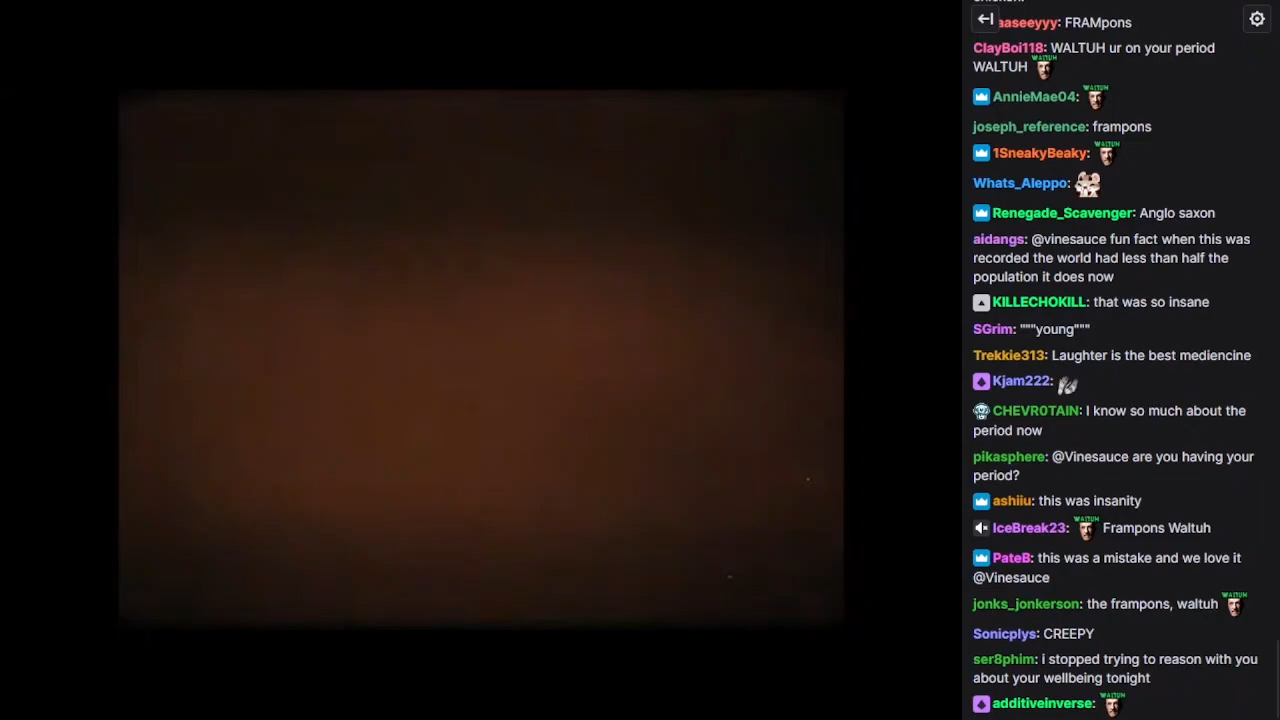 aaseeyyy: FRAMpons
ClayBoi118: WALTUH ur on your period
WALTUH
AnnieMae04:
joseph_reference: frampons
1SneakyBeaky:
Whats_Aleppo:
Renegade_Scavenger: Anglo saxon
aidangs: @vinesauce fun fact when this was
recorded the world had less than half the
population it does now
KILLECHOKILL: that was so insane
SGrim: """young"""
Trekkie313: Laughter is the best mediencine
Kjam222:
CHEVR0TAIN: I know so much about the
period now
pikasphere: @Vinesauce are you having your
period?
ashiiu: this was insanity
IceBreak23: WALTUH Frampons Waltuh
PateB: this was a mistake and we love it
@Vinesauce
jonks_jonkerson: the frampons, waltuh WALTUH
Sonicplys: CREEPY
ser8phim: i stopped trying to reason with you
about your wellbeing tonight
additiveinverse: WALTUH